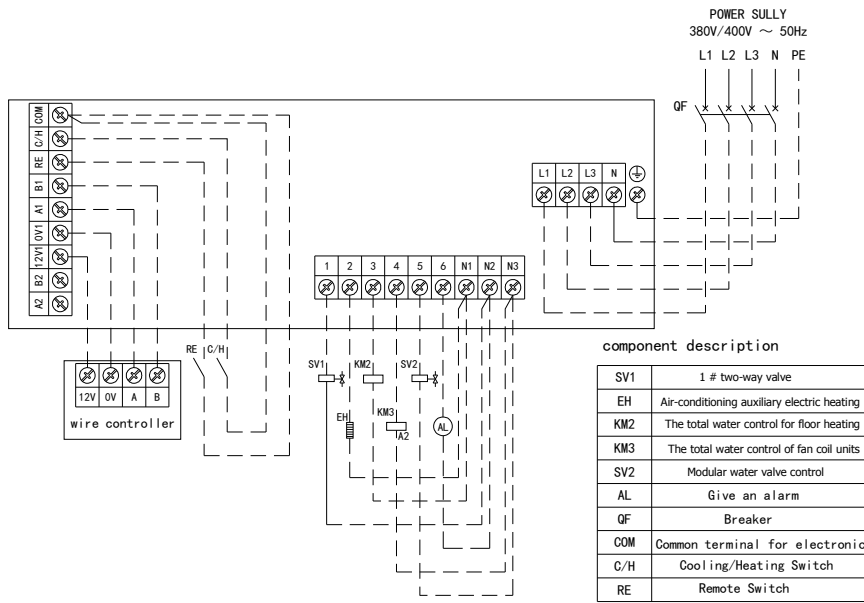 POWER SULLY
380V/400V ～ 50Hz
L1 L2 L3 N PE
QF
COM
C/H
RE
B1
A1
0V1
12V1
B2
A2
L1 L2 L3 N
1 2 3 4 5 6 N1 N2 N3
RE C/H
SV1 KM2 SV2
EH KM3 AL
A2
12V 0V A B
wire controller
component description
SV1 1 # two-way valve
EH Air-conditioning auxiliary electric heating
KM2 The total water control for floor heating
KM3 The total water control of fan coil units
SV2 Modular water valve control
AL Give an alarm
QF Breaker
COM Common terminal for electronic
C/H Cooling/Heating Switch
RE Remote Switch